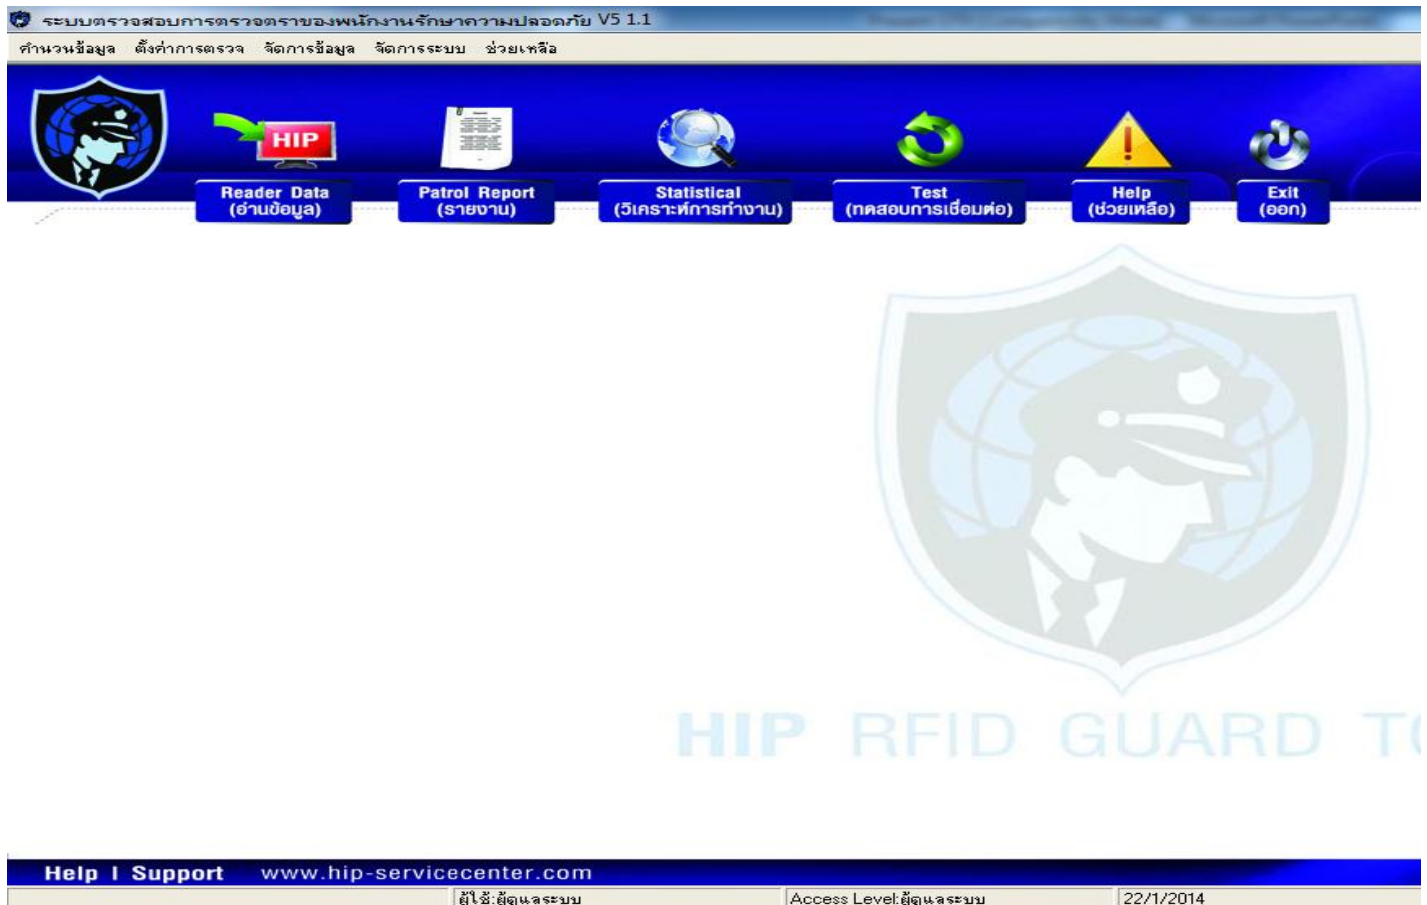 ระบบตรวจสอบการตรวจตราของพนักงานรักษาความปลอดภัย V5 1.1
คำนวนข้อมูล ตั้งค่าการตรวจ จัดการข้อมูล จัดการระบบ ช่วยเหลือ
HIP
Reader Data
(อ่านข้อมูล)
Patrol Report
(รายงาน)
Statistical
(วิเคราะห์การทำงาน)
Test
(ทดสอบการเชื่อมต่อ)
Help
(ช่วยเหลือ)
Exit
(ออก)
HIP RFID GUARD TO
Help I Support www.hip-servicecenter.com
ผู้ใช้:ผู้ดูแลระบบ Access Level:ผู้ดูแลระบบ 22/1/2014